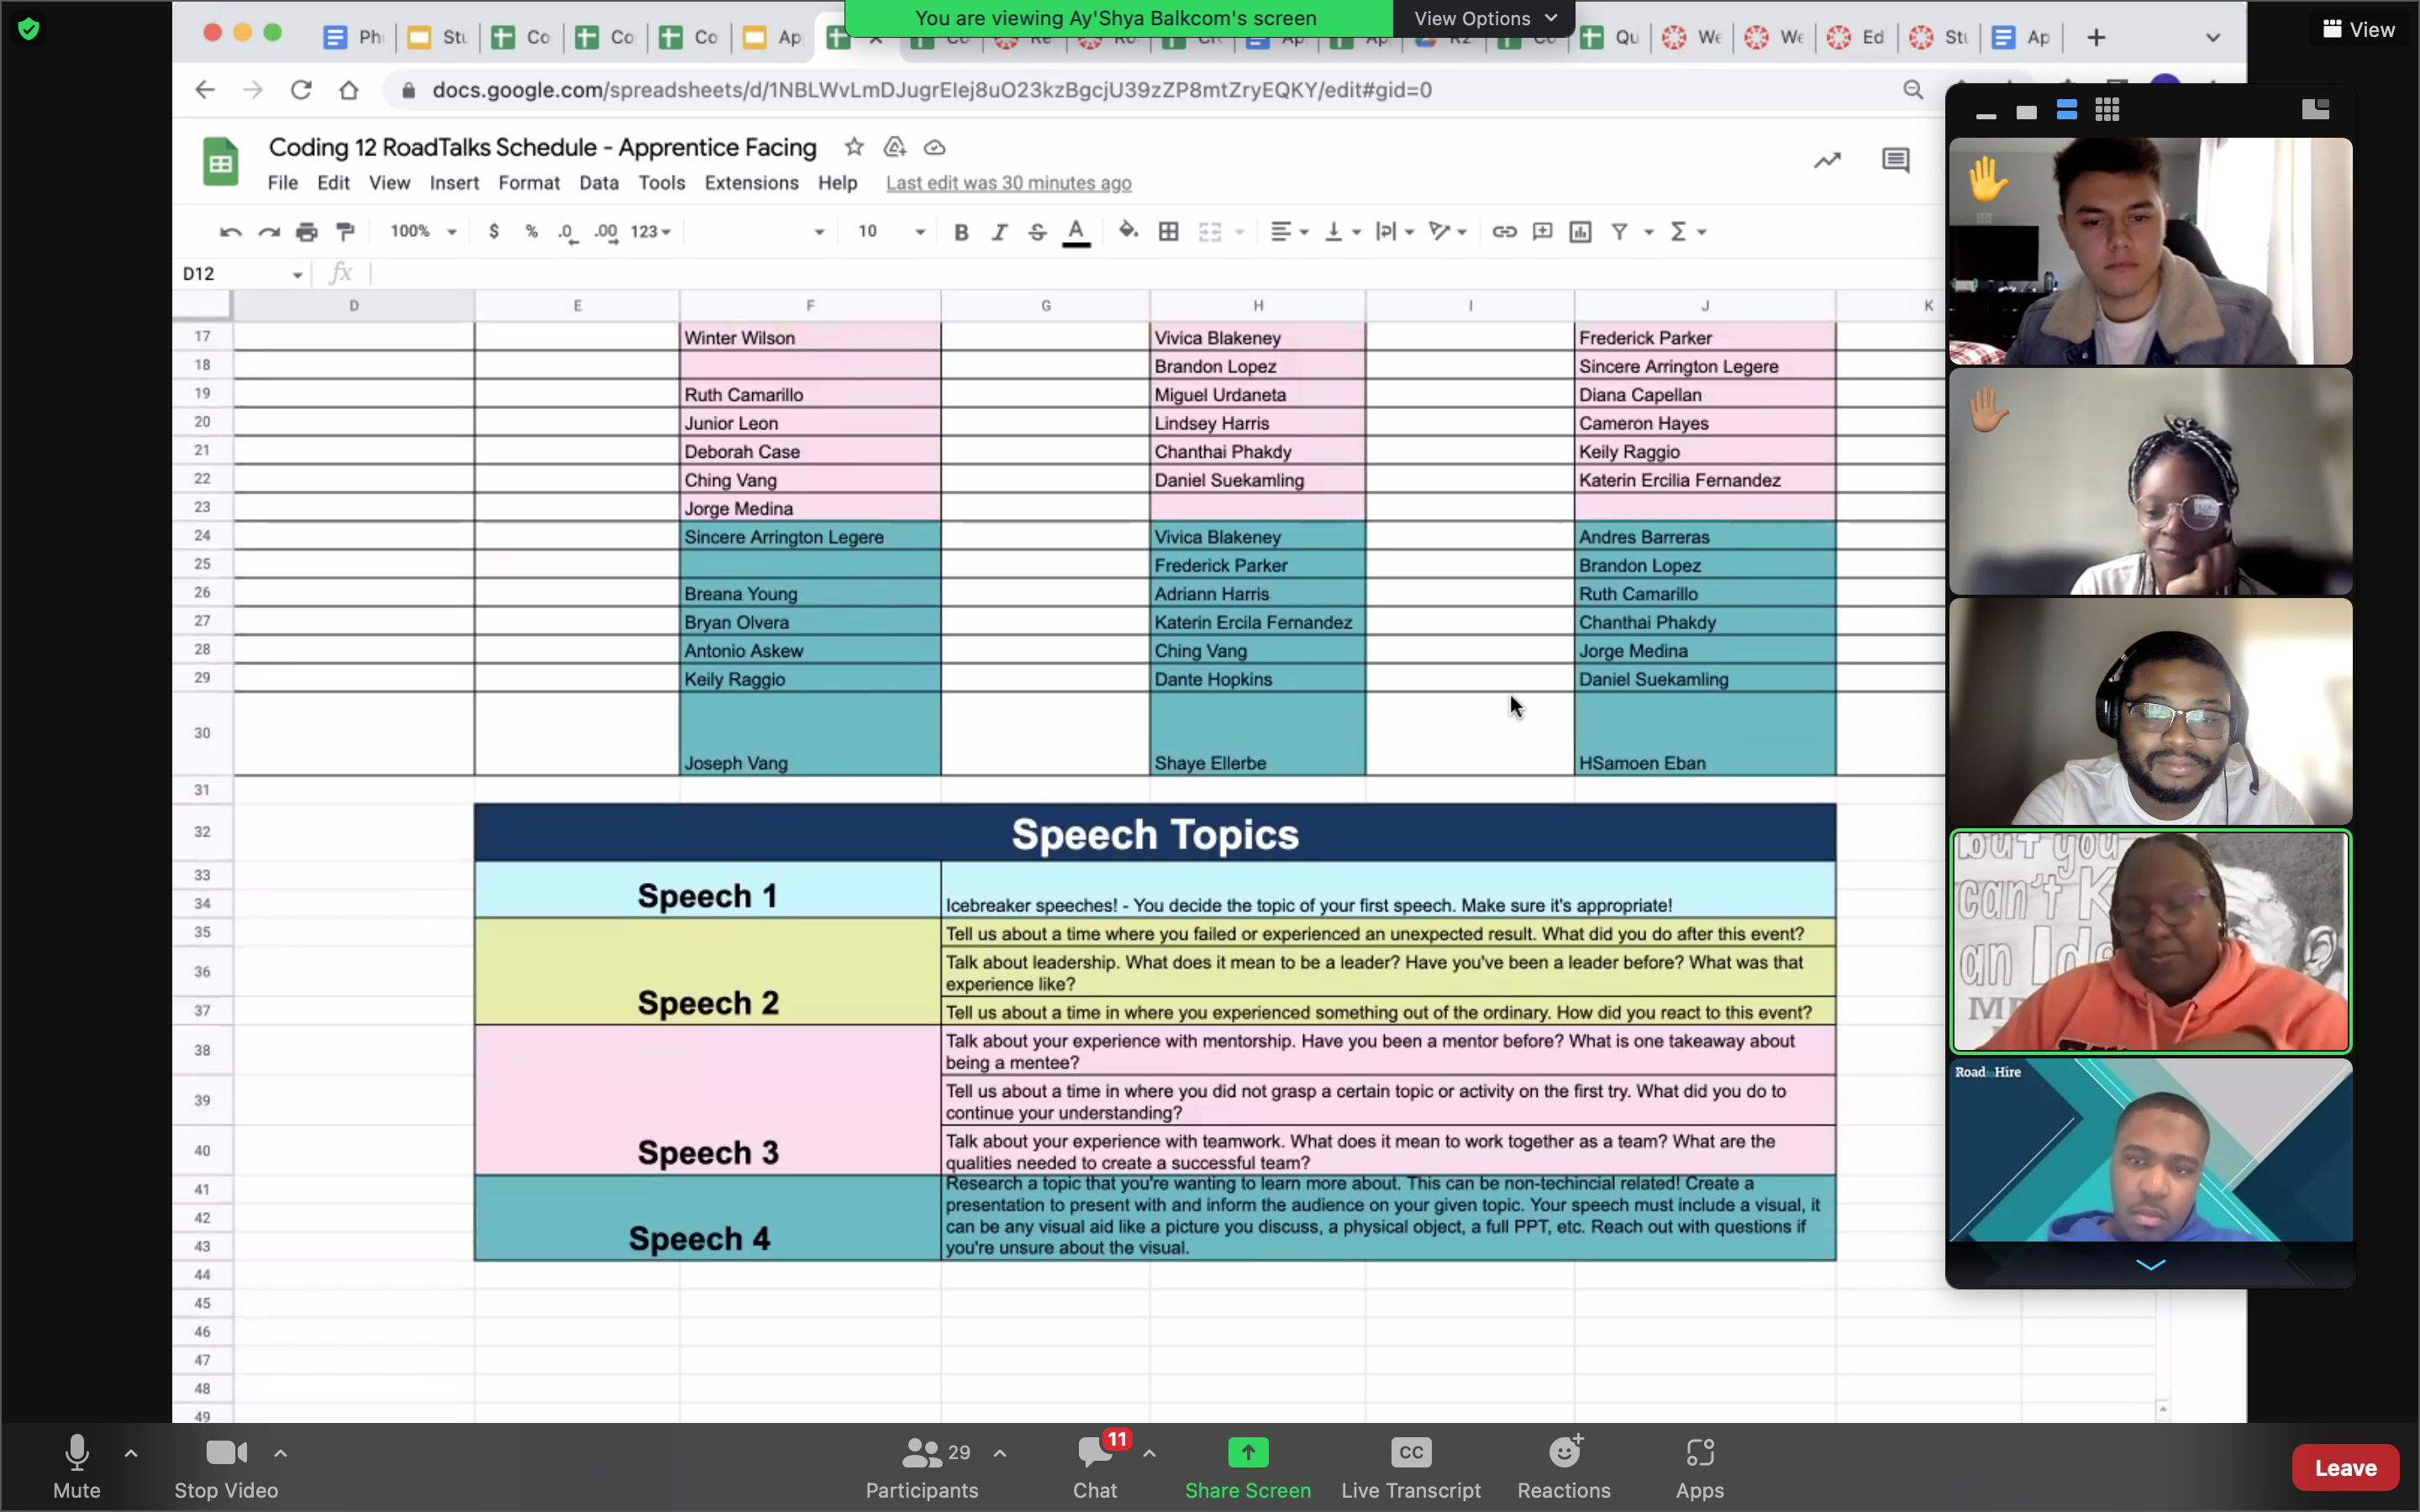 You are viewing Ay'Shya Balkcom's screen
View Options
View
Ph
Stu
Co
Co
Co
Ap
Qu
We
We
Ed
Stu
Ap
docs.google.com/spreadsheets/d/1NBLWvLmDJugrElej8uO23kzBgcjU39zZP8mtZryEQKY/edit#gid=0
Coding 12 RoadTalks Schedule - Apprentice Facing
File Edit View Insert Format Data Tools Extensions Help Last edit was 30 minutes ago
100% $ % .0 .00 123 10 B I S A
D12 fx
D E F G H I J K
17 Winter Wilson Vivica Blakeney Frederick Parker
18 Brandon Lopez Sincere Arrington Legere
19 Ruth Camarillo Miguel Urdaneta Diana Capellan
20 Junior Leon Lindsey Harris Cameron Hayes
21 Deborah Case Chanthai Phakdy Keily Raggio
22 Ching Vang Daniel Suekamling Katerin Ercilia Fernandez
23 Jorge Medina
24 Sincere Arrington Legere Vivica Blakeney Andres Barreras
25 Frederick Parker Brandon Lopez
26 Breana Young Adriann Harris Ruth Camarillo
27 Bryan Olvera Katerin Ercila Fernandez Chanthai Phakdy
28 Antonio Askew Ching Vang Jorge Medina
29 Keily Raggio Dante Hopkins Daniel Suekamling
30 Joseph Vang Shaye Ellerbe HSamoen Eban
31
32 Speech Topics
33
34 Speech 1 Icebreaker speeches! - You decide the topic of your first speech. Make sure it's appropriate!
35 Tell us about a time where you failed or experienced an unexpected result. What did you do after this event?
36 Talk about leadership. What does it mean to be a leader? Have you've been a leader before? What was that
experience like?
Speech 2
37 Tell us about a time in where you experienced something out of the ordinary. How did you react to this event?
38 Talk about your experience with mentorship. Have you been a mentor before? What is one takeaway about
being a mentee?
39 Tell us about a time in where you did not grasp a certain topic or activity on the first try. What did you do to
continue your understanding?
40 Talk about your experience with teamwork. What does it mean to work together as a team? What are the
qualities needed to create a successful team?
Speech 3
41 Research a topic that you're wanting to learn more about. This can be non-techincial related! Create a
42 presentation to present with and inform the audience on your given topic. Your speech must include a visual, it
can be any visual aid like a picture you discuss, a physical object, a full PPT, etc. Reach out with questions if
43 you're unsure about the visual.
Speech 4
44
45
46
47
48
49
but you
can't K
an Ide
Road to Hire
Mute
Stop Video
29
Participants
11
Chat
Share Screen
CC
Live Transcript
Reactions
Apps
Leave